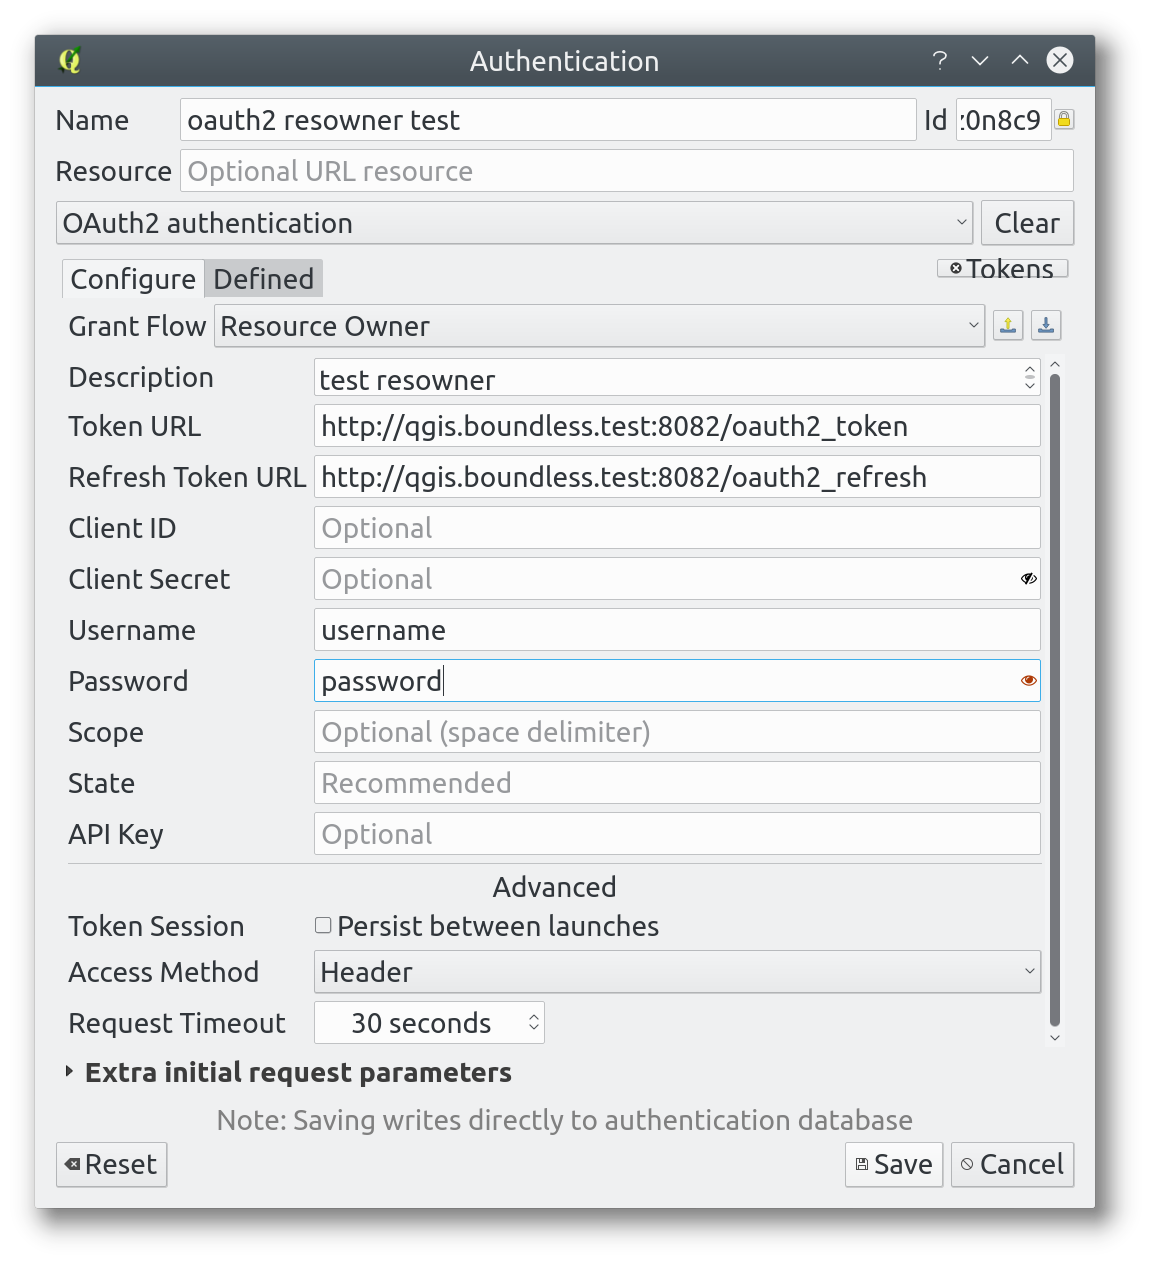 Authentication
Name oauth2 resowner test Id z0n8c9
Resource Optional URL resource
OAuth2 authentication Clear
Configure Defined Tokens
Grant Flow Resource Owner
Description test resowner
Token URL http://qgis.boundless.test:8082/oauth2_token
Refresh Token URL http://qgis.boundless.test:8082/oauth2_refresh
Client ID Optional
Client Secret Optional
Username username
Password password
Scope Optional (space delimiter)
State Recommended
API Key Optional
Advanced
Token Session Persist between launches
Access Method Header
Request Timeout 30 seconds
Extra initial request parameters
Note: Saving writes directly to authentication database
Reset Save Cancel